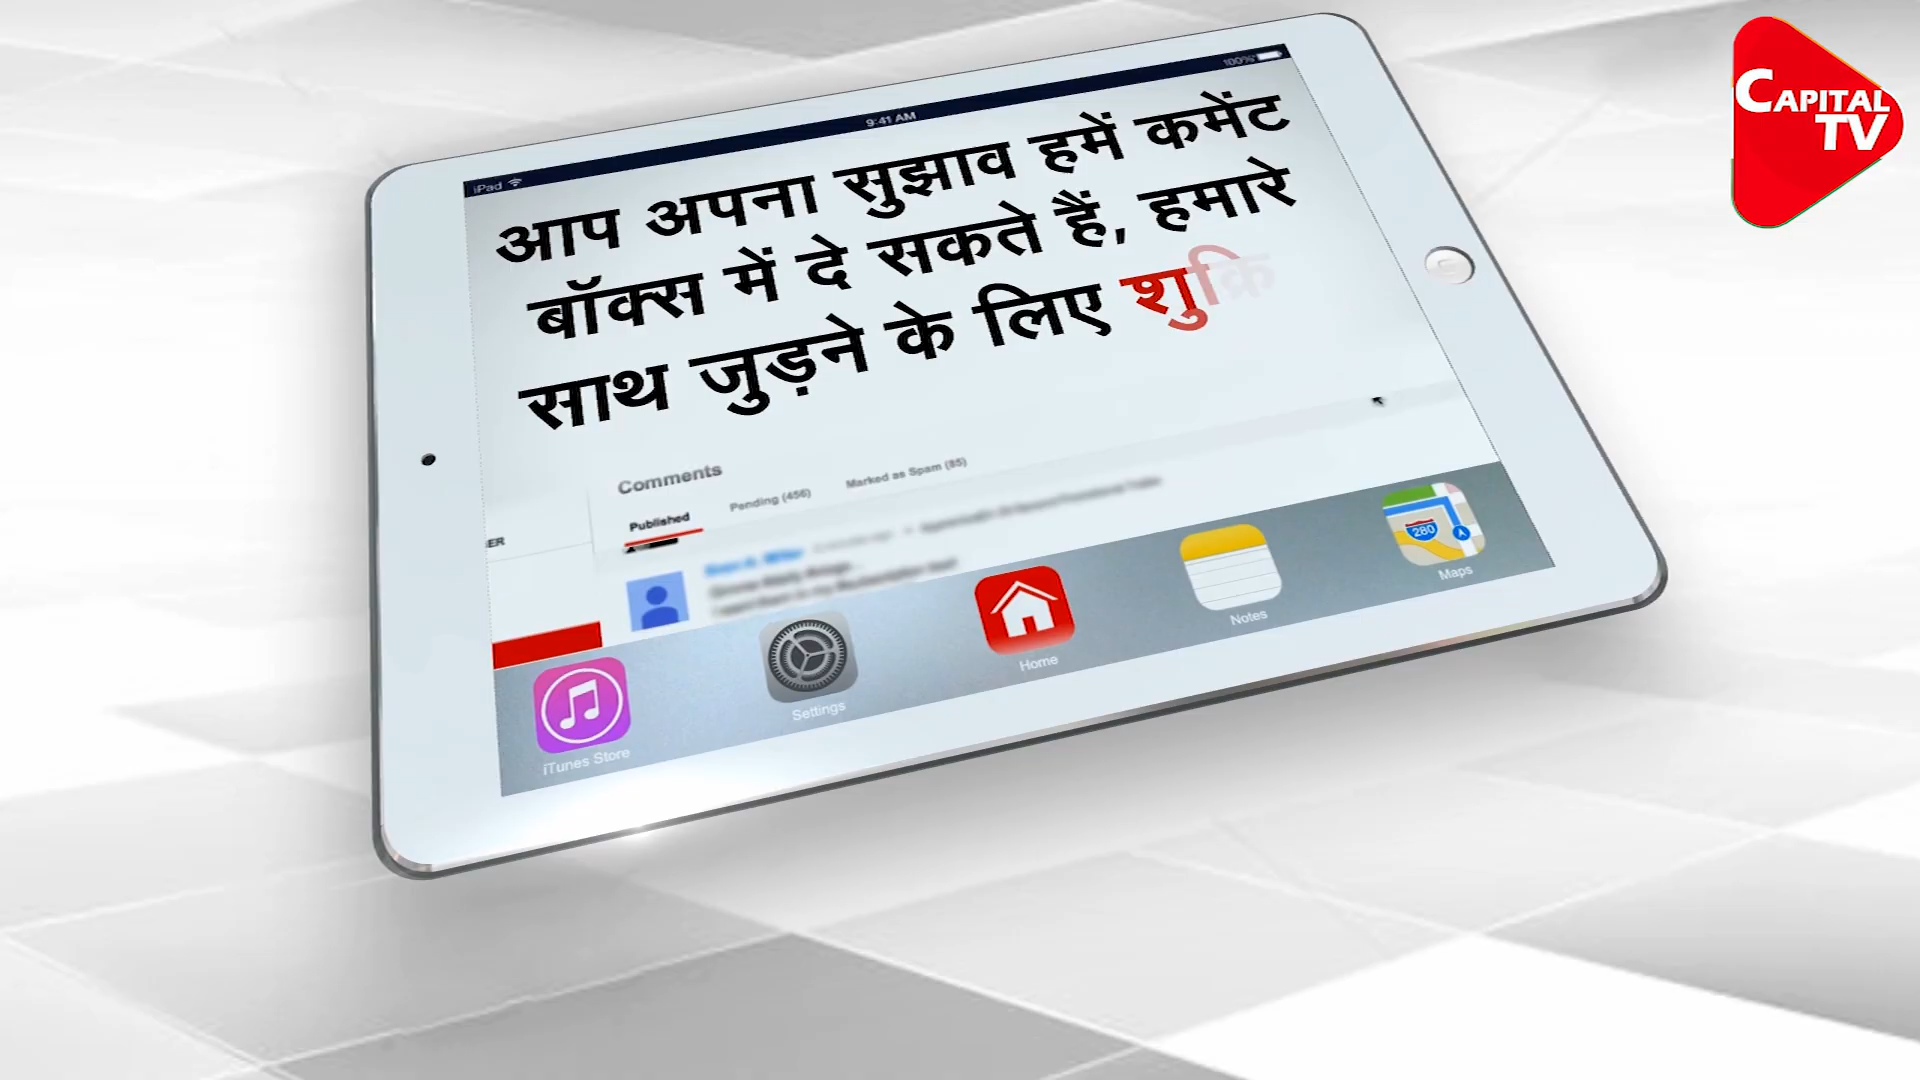 CAPITAL
TV
iPad
9:41 AM
100%
आप अपना सुझाव हमें कमेंट
बॉक्स में दे सकते हैं, हमारे
साथ जुड़ने के लिए शुक्रि
Comments
Published
Pending (456)
Marked as Spam (85)
ER
280
iTunes Store
Settings
Home
Notes
Maps